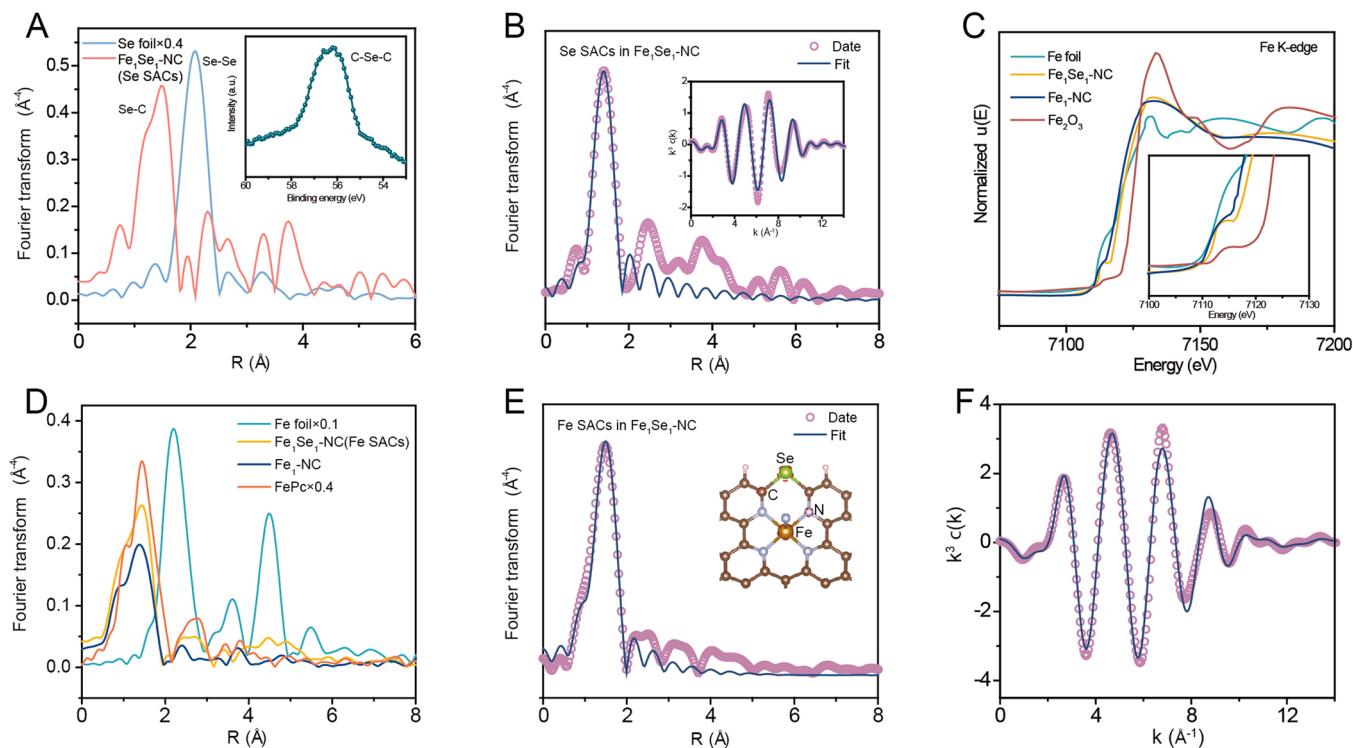 A
Se foil×0.4
Fe₁Se₁-NC
(Se SACs)
Se-Se
Se-C
C-Se-C
Intensity (a.u.)
60 58 56 54
Binding energy (eV)
Fourier transform (Å⁻⁴)
0.5
0.4
0.3
0.2
0.1
0.0
0 2 4 6
R (Å)
B
Se SACs in Fe₁Se₁-NC
Date
Fit
k³ c(k)
2
1
0
-1
-2
0 4 8 12
k (Å⁻¹)
Fourier transform (Å⁻⁴)
0 2 4 6 8
R (Å)
C
Fe K-edge
Fe foil
Fe₁Se₁-NC
Fe₁-NC
Fe₂O₃
Normalized u(E)
7100 7110 7120 7130
Energy (eV)
7100 7150 7200
Energy (eV)
D
Fe foil×0.1
Fe₁Se₁-NC(Fe SACs)
Fe₁-NC
FePc×0.4
Fourier transform (Å⁻⁴)
0.4
0.3
0.2
0.1
0.0
0 2 4 6 8
R (Å)
E
Fe SACs in Fe₁Se₁-NC
Date
Fit
Se
C
N
Fe
Fourier transform (Å⁻⁴)
0 2 4 6 8
R (Å)
F
k³ c(k)
4
2
0
-2
-4
0 4 8 12
k (Å⁻¹)